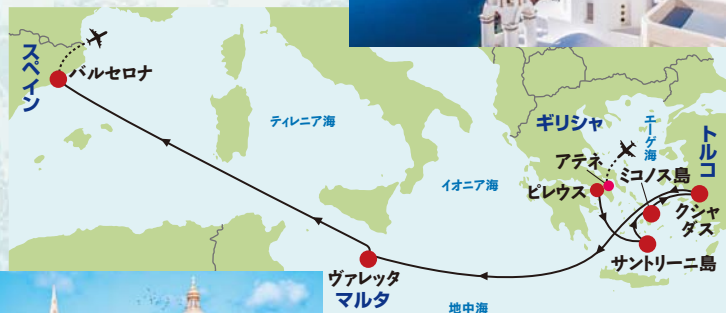 スペイン
バルセロナ
ティレニア海
イオニア海
ギリシャ
エーゲ海
トルコ
アテネ
ミコノス島
ピレウス
クシャ
ダス
サントリーニ島
ヴァレッタ
マルタ
地中海